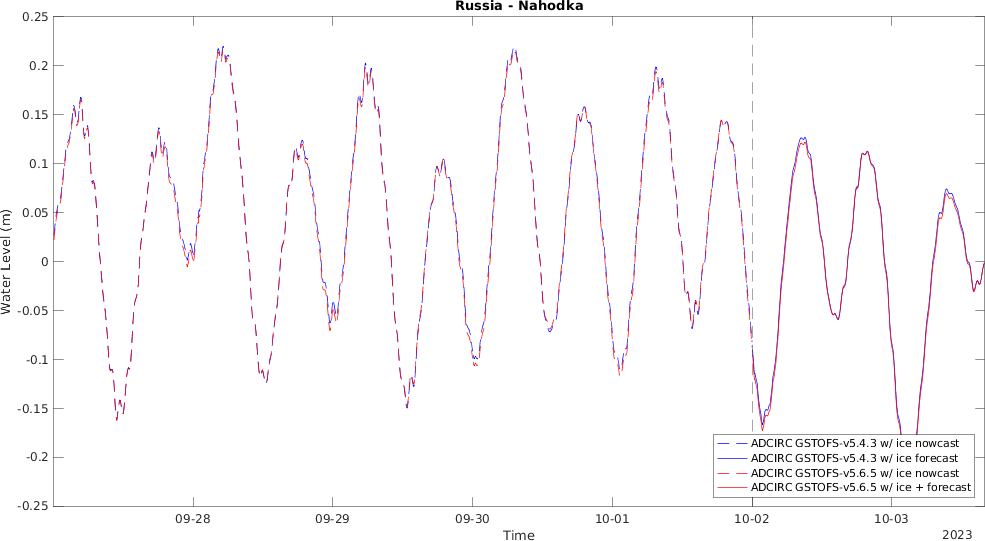 Russia - Nahodka
0.25
0.2
0.15
0.1
0.05
0
-0.05
-0.1
-0.15
-0.2
-0.25
Water Level (m)
ADCIRC GSTOFS-v5.4.3 w/ ice nowcast
ADCIRC GSTOFS-v5.4.3 w/ ice forecast
ADCIRC GSTOFS-v5.6.5 w/ ice nowcast
ADCIRC GSTOFS-v5.6.5 w/ ice + forecast
09-28 09-29 09-30 10-01 10-02 10-03
Time 2023